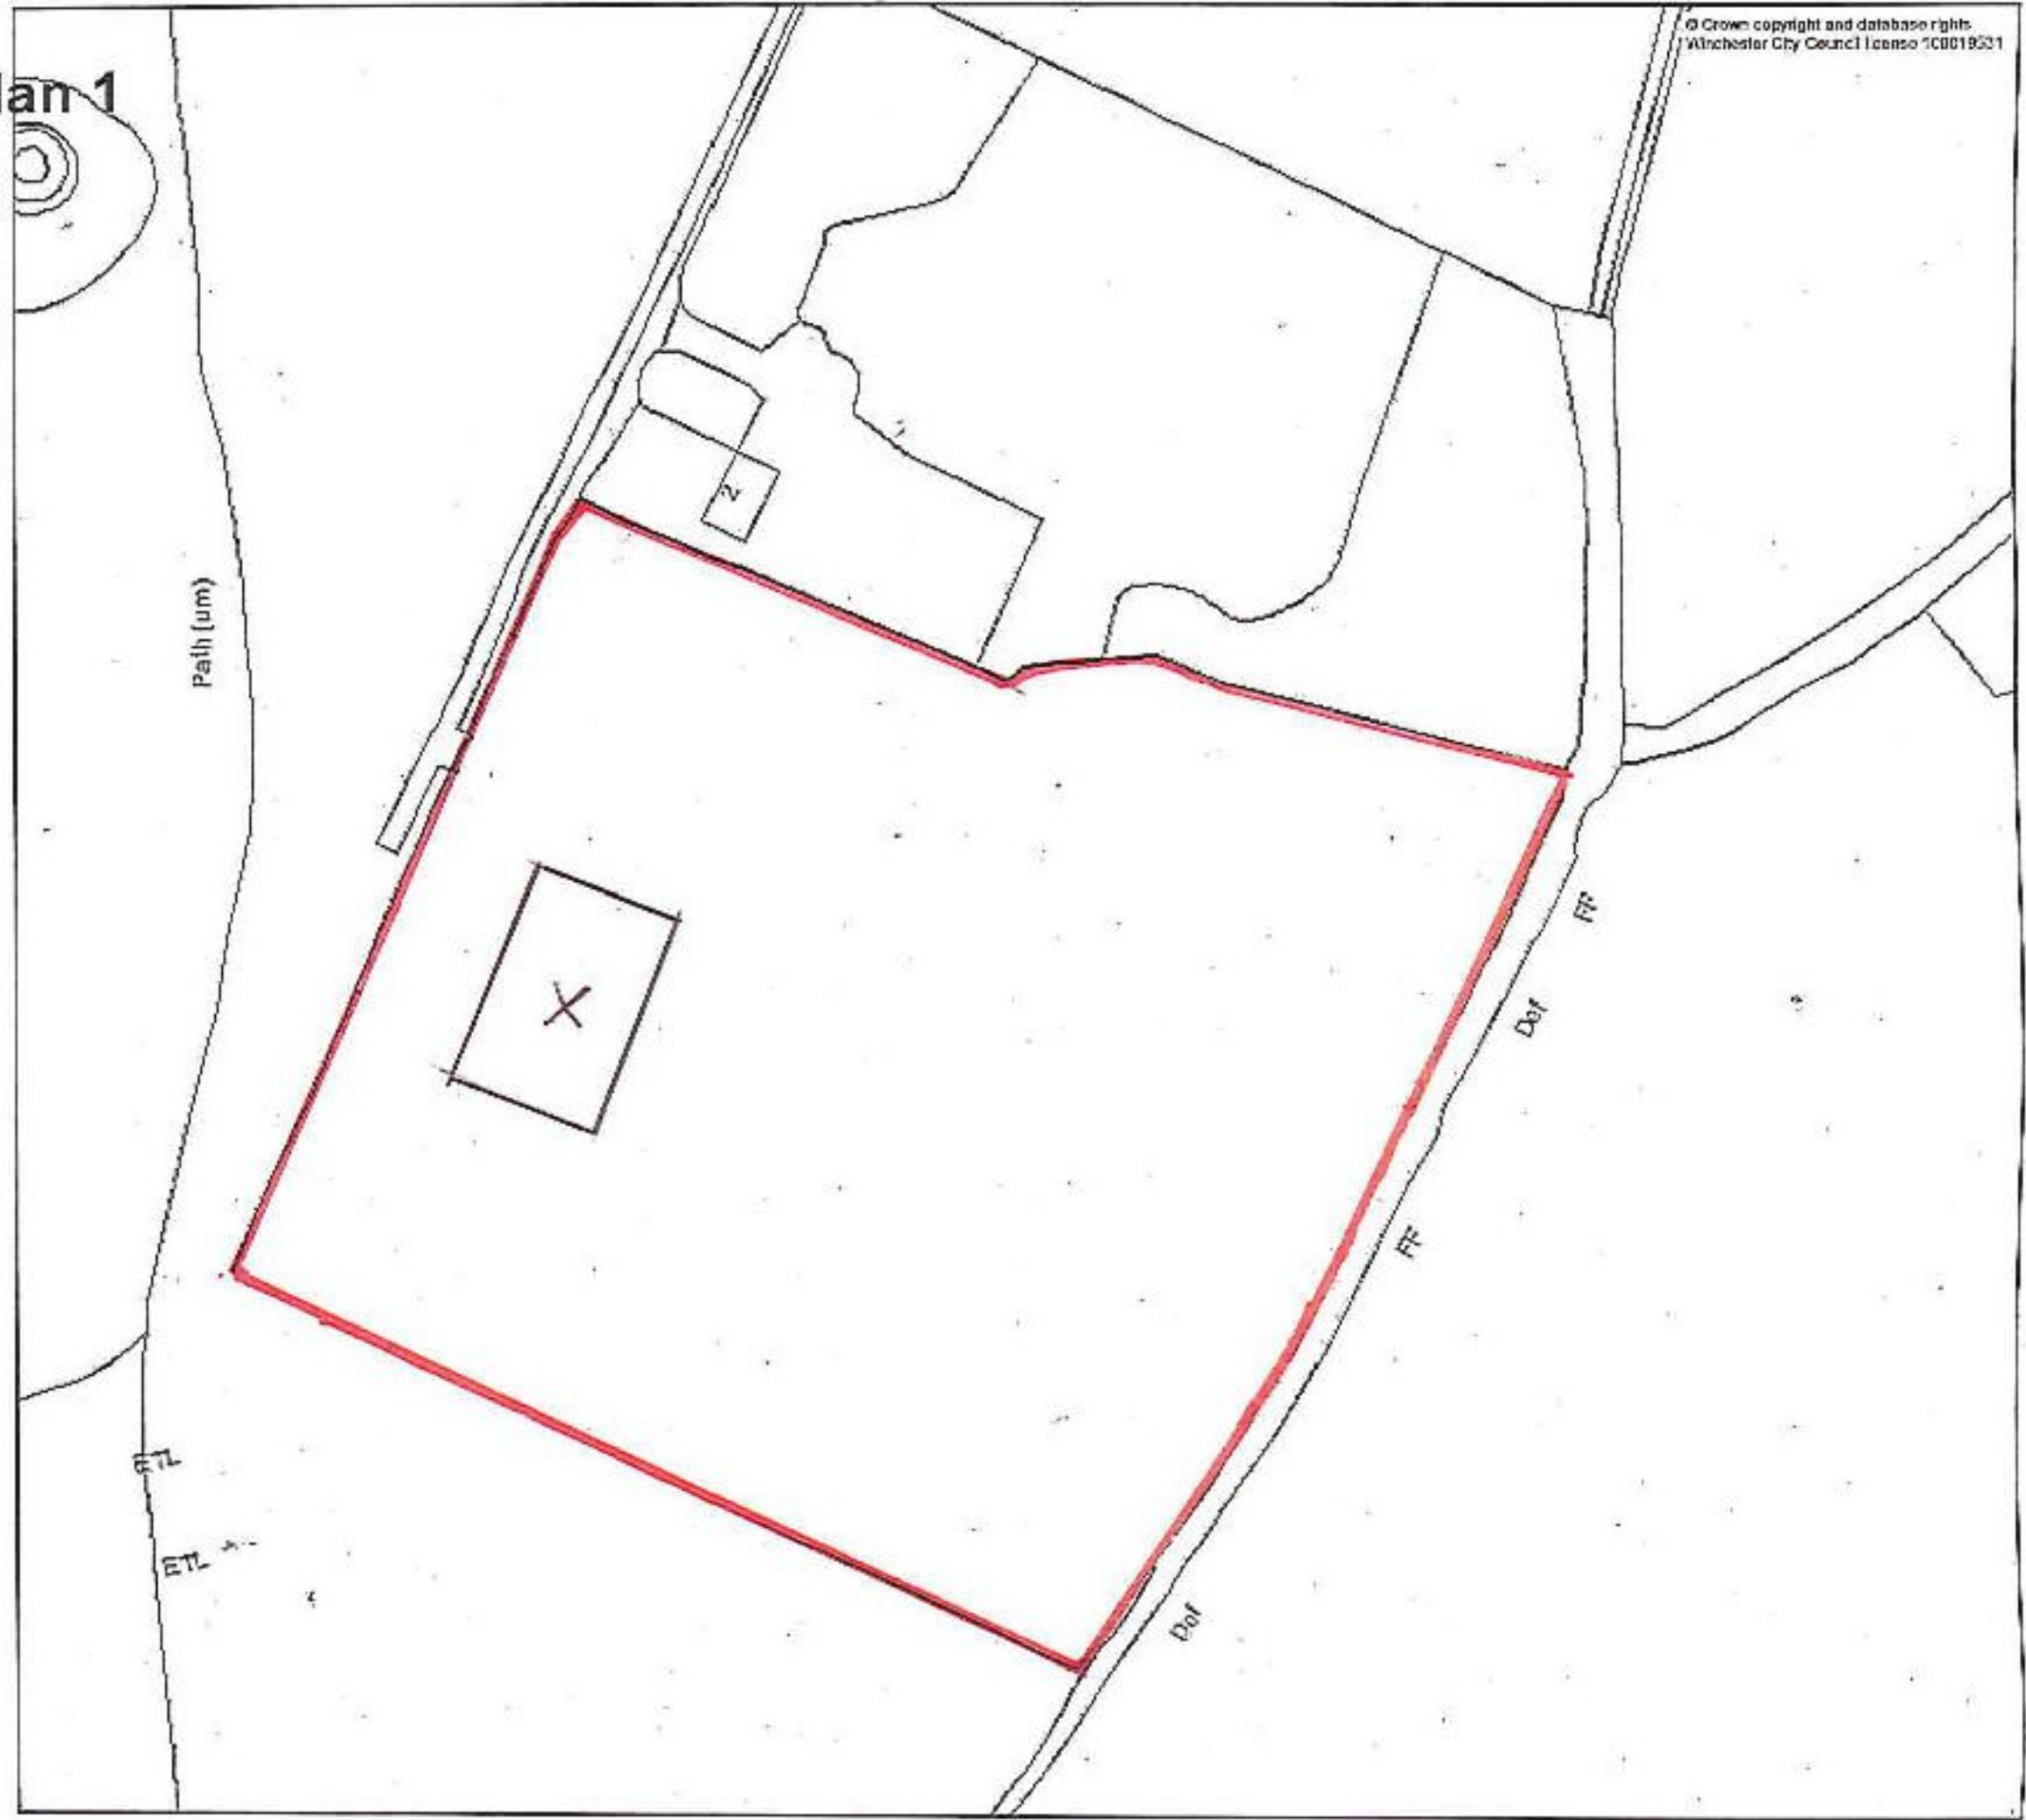 © Crown copyright and database rights
Winchester City Council license 100019531
lan 1
2
Path (um)
X
FF
Def
FF
ETL
ETL
Def